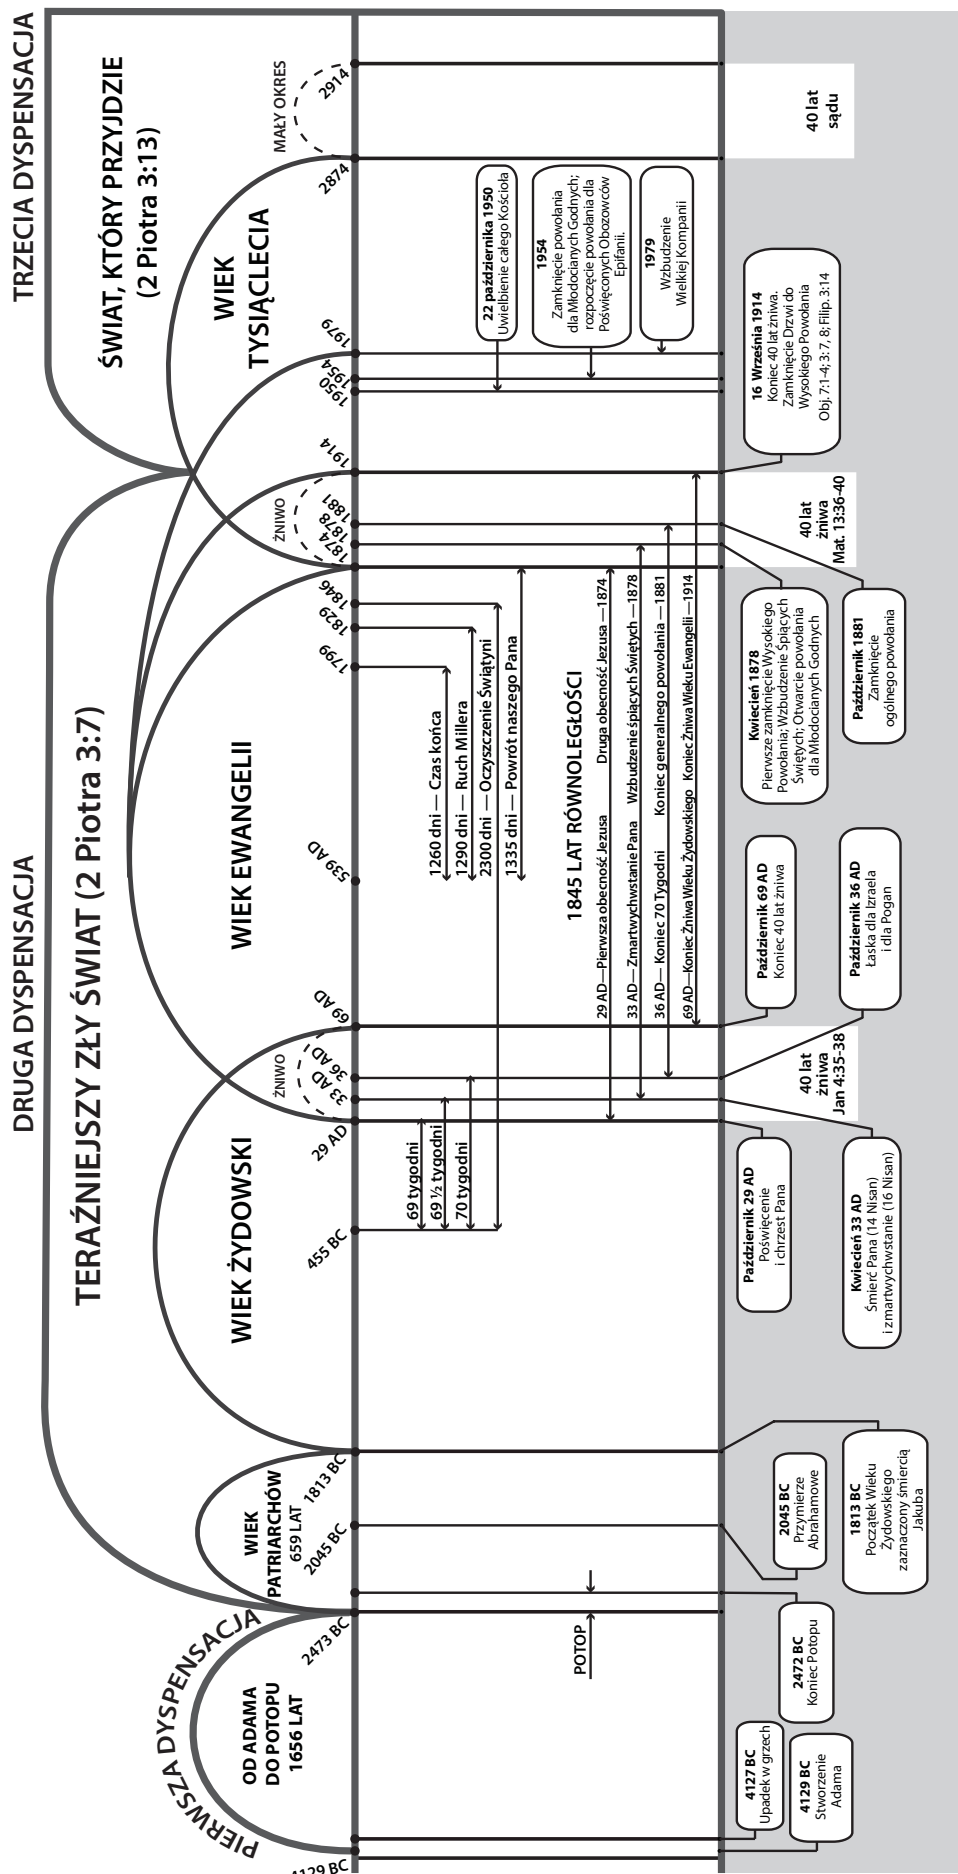 PIERWSZA DYSPENSACJA
DRUGA DYSPENSACJA
TRZECIA DYSPENSACJA
TERAŹNIEJSZY ZŁY ŚWIAT (2 Piotra 3:7)
ŚWIAT, KTÓRY PRZYJDZIE
(2 Piotra 3:13)
OD ADAMA
DO POTOPU
1656 LAT
WIEK
PATRIARCHÓW
659 LAT
WIEK ŻYDOWSKI
ŻNIWO
WIEK EWANGELII
ŻNIWO
WIEK
TYSIĄCLECIA
MAŁY OKRES
4129 BC
2473 BC
2045 BC
1813 BC
455 BC
29 AD
33 AD
36 AD
69 AD
539 AD
1799
1829
1846
1874
1878
1881
1914
1950
1954
1979
2874
2914
POTOP
69 tygodni
69 ½ tygodni
70 tygodni
1260 dni — Czas końca
1290 dni — Ruch Millera
2300 dni — Oczyszczenie Świątyni
1335 dni — Powrót naszego Pana
1845 LAT RÓWNOLEGŁOŚCI
29 AD—Pierwsza obecność Jezusa Druga obecność Jezusa —1874
33 AD—Zmartwychwstanie Pana Wzbudzenie śpiących Świętych —1878
36 AD— Koniec 70 Tygodni Koniec generalnego powołania —1881
69 AD—Koniec Żniwa Wieku Żydowskiego Koniec Żniwa Wieku Ewangelii —1914
22 października 1950
Uwielbienie całego Kościoła
1954
Zamknięcie powołania
dla Młodocianych Godnych;
rozpoczęcie powołania dla
Poświęconych Obozowców
Epifanii.
1979
Wzbudzenie
Wielkiej Kompanii
4127 BC
Upadek w grzech
4129 BC
Stworzenie
Adama
2472 BC
Koniec Potopu
2045 BC
Przymierze
Abrahamowe
1813 BC
Początek Wieku
Żydowskiego
zaznaczony śmiercią
Jakuba
Październik 29 AD
Poświęcenie
i chrzest Pana
Kwiecień 33 AD
Śmierć Pana (14 Nisan)
i zmartwychwstanie (16 Nisan)
40 lat
żniwa
Jan 4:35-38
Październik 69 AD
Koniec 40 lat żniwa
Październik 36 AD
Łaska dla Izraela
i dla Pogan
Kwiecień 1878
Pierwsze zamknięcie Wysokiego
Powołania; Wzbudzenie Śpiących
Świętych; Otwarcie powołania
dla Młodocianych Godnych
Październik 1881
Zamknięcie
ogólnego powołania
40 lat
żniwa
Mat. 13:36-40
16 Września 1914
Koniec 40 lat żniwa.
Zamknięcie Drzwi do
Wysokiego Powołania
Obj. 7:1-4; 3: 7, 8; Filip. 3:14
40 lat
sądu